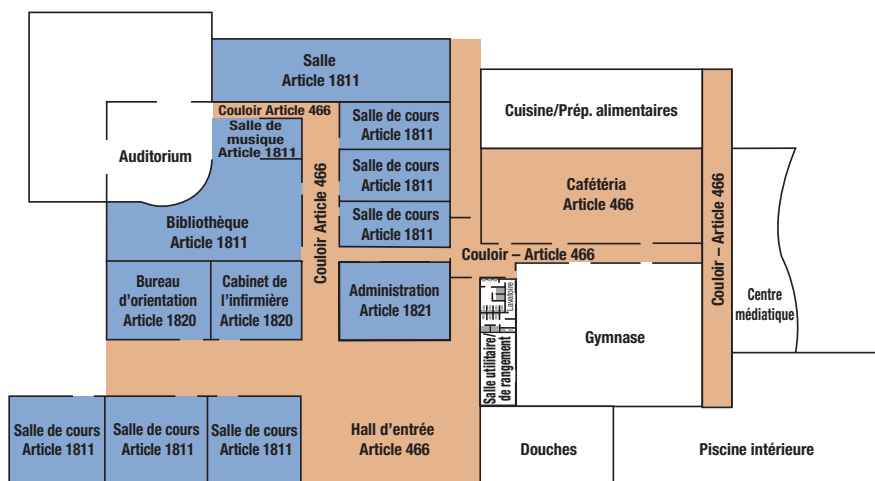 Salle
Article 1811
Couloir Article 466
Salle de
musique
Article 1811
Auditorium
Salle de cours
Article 1811
Salle de cours
Article 1811
Salle de cours
Article 1811
Couloir Article 466
Bibliothèque
Article 1811
Bureau
d'orientation
Article 1820
Cabinet de
l'infirmière
Article 1820
Administration
Article 1821
Cuisine/Prép. alimentaires
Cafétéria
Article 466
Couloir – Article 466
Couloir – Article 466
Centre
médiatique
Lavatoire
Gymnase
Salle utilitaire/
de rangement
Salle de cours
Article 1811
Salle de cours
Article 1811
Salle de cours
Article 1811
Hall d'entrée
Article 466
Douches
Piscine intérieure